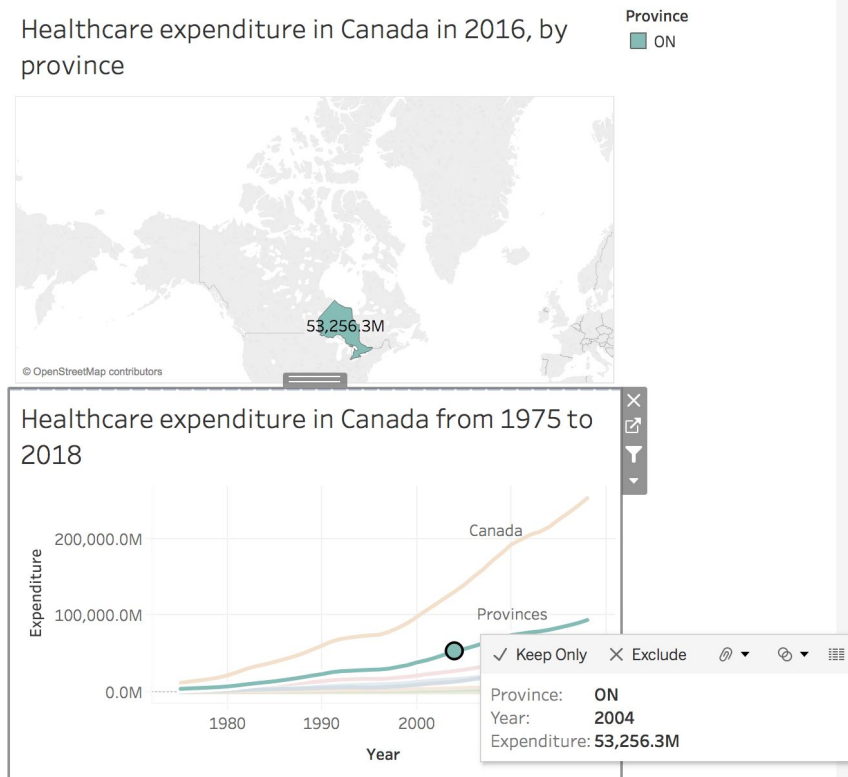 Healthcare expenditure in Canada in 2016, by
province
Province
ON
53,256.3M
© OpenStreetMap contributors
Healthcare expenditure in Canada from 1975 to
2018
Expenditure
200,000.0M
100,000.0M
0.0M
Canada
Provinces
1980
1990
2000
Year
Keep Only
Exclude
Province: ON
Year: 2004
Expenditure: 53,256.3M